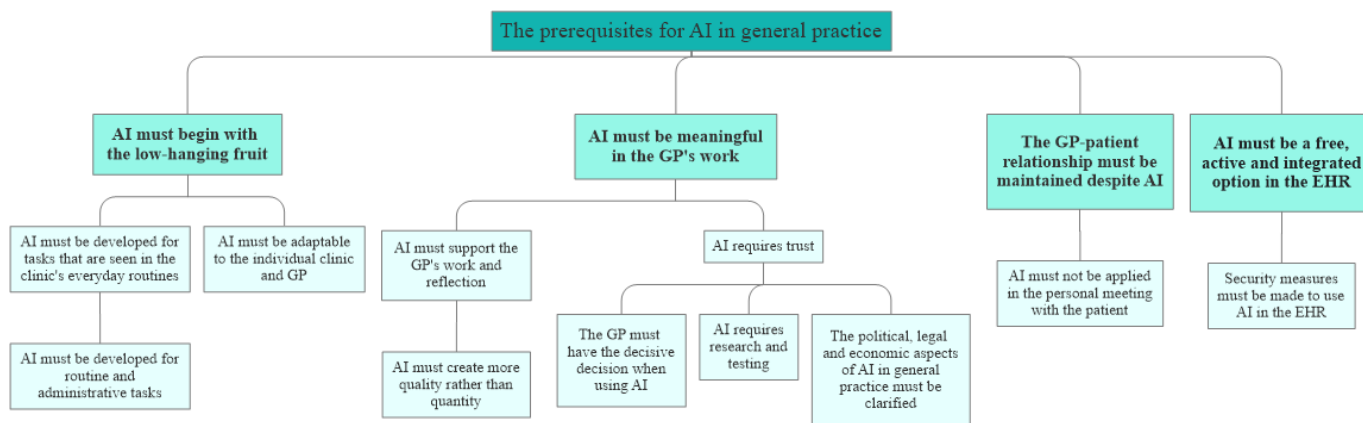 The prerequisites for AI in general practice
AI must begin with
the low-hanging fruit
AI must be meaningful
in the GP's work
The GP-patient
relationship must be
maintained despite AI
AI must be a free,
active and integrated
option in the EHR
AI must be developed for
tasks that are seen in the
clinic's everyday routines
AI must be adaptable
to the individual clinic
and GP
AI must support the
GP's work and
reflection
AI requires trust
AI must not be applied
in the personal meeting
with the patient
Security measures
must be made to use
AI in the EHR
AI must be developed for
routine and
administrative tasks
AI must create more
quality rather than
quantity
The GP must
have the decisive
decision when
using AI
AI requires
research and
testing
The political, legal
and economic aspects
of AI in general
practice must be
clarified